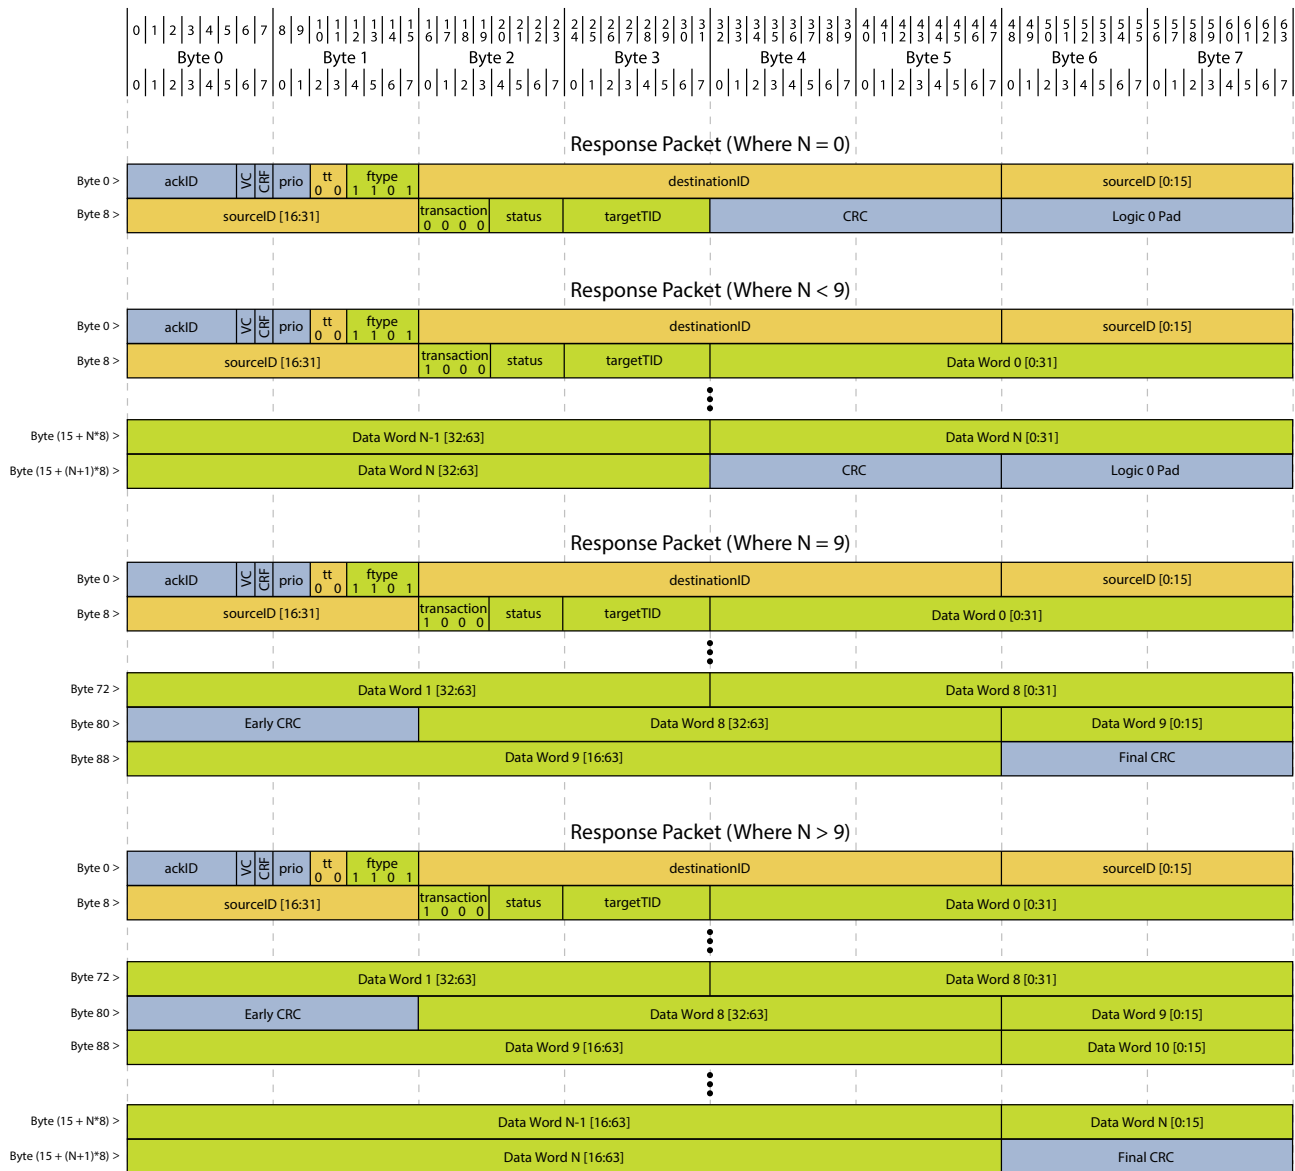 0 1 2 3 4 5 6 7 8 9 10 11 12 13 14 15 16 17 18 19 20 21 22 23 24 25 26 27 28 29 30 31 32 33 34 35 36 37 38 39 40 41 42 43 44 45 46 47 48 49 50 51 52 53 54 55 56 57 58 59 60 61 62 63
Byte 0 Byte 1 Byte 2 Byte 3 Byte 4 Byte 5 Byte 6 Byte 7
0 1 2 3 4 5 6 7 0 1 2 3 4 5 6 7 0 1 2 3 4 5 6 7 0 1 2 3 4 5 6 7 0 1 2 3 4 5 6 7 0 1 2 3 4 5 6 7 0 1 2 3 4 5 6 7 0 1 2 3 4 5 6 7
Response Packet (Where N = 0)
Byte 0 > ackID VC CRF prio tt 0 0 ftype 1 1 0 1 destinationID sourceID [0:15]
Byte 8 > sourceID [16:31] transaction 0 0 0 0 status targetTID CRC Logic 0 Pad
Response Packet (Where N < 9)
Byte 0 > ackID VC CRF prio tt 0 0 ftype 1 1 0 1 destinationID sourceID [0:15]
Byte 8 > sourceID [16:31] transaction 1 0 0 0 status targetTID Data Word 0 [0:31]
Byte (15 + N*8) > Data Word N-1 [32:63] Data Word N [0:31]
Byte (15 + (N+1)*8) > Data Word N [32:63] CRC Logic 0 Pad
Response Packet (Where N = 9)
Byte 0 > ackID VC CRF prio tt 0 0 ftype 1 1 0 1 destinationID sourceID [0:15]
Byte 8 > sourceID [16:31] transaction 1 0 0 0 status targetTID Data Word 0 [0:31]
Byte 72 > Data Word 1 [32:63] Data Word 8 [0:31]
Byte 80 > Early CRC Data Word 8 [32:63] Data Word 9 [0:15]
Byte 88 > Data Word 9 [16:63] Final CRC
Response Packet (Where N > 9)
Byte 0 > ackID VC CRF prio tt 0 0 ftype 1 1 0 1 destinationID sourceID [0:15]
Byte 8 > sourceID [16:31] transaction 1 0 0 0 status targetTID Data Word 0 [0:31]
Byte 72 > Data Word 1 [32:63] Data Word 8 [0:31]
Byte 80 > Early CRC Data Word 8 [32:63] Data Word 9 [0:15]
Byte 88 > Data Word 9 [16:63] Data Word 10 [0:15]
Byte (15 + N*8) > Data Word N-1 [16:63] Data Word N [0:15]
Byte (15 + (N+1)*8) > Data Word N [16:63] Final CRC